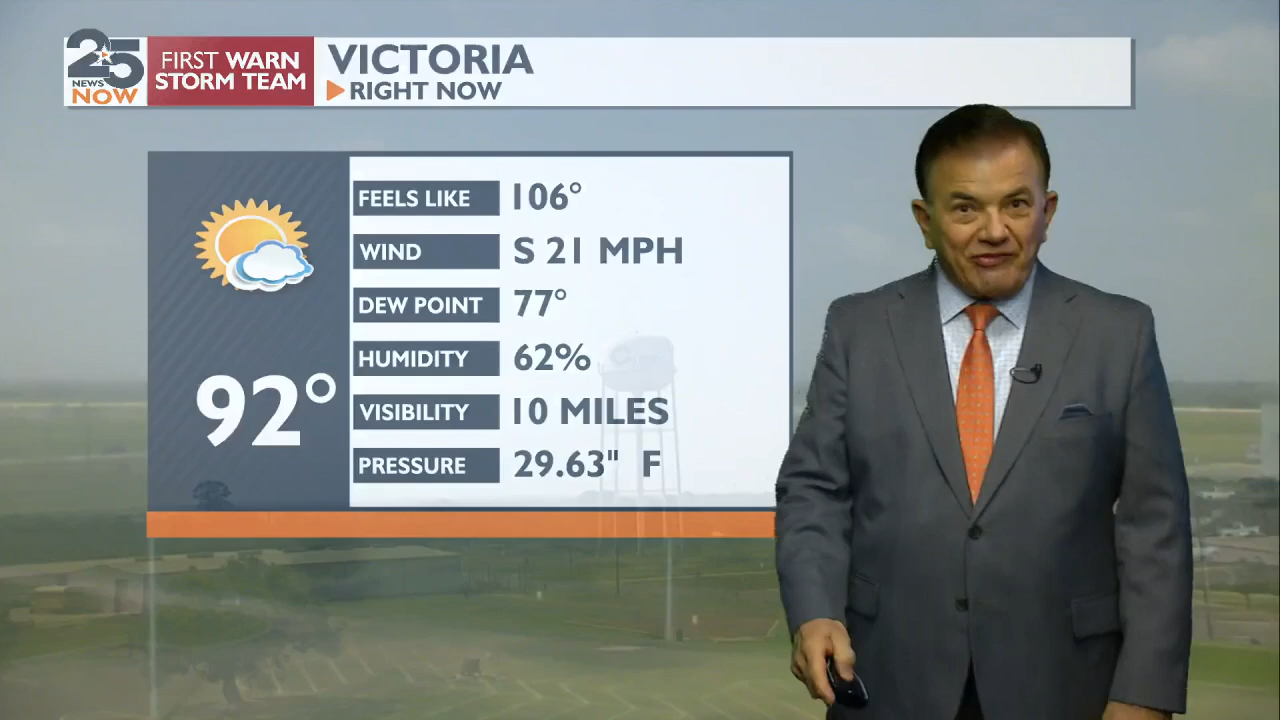 25
NEWS
NOW
FIRST WARN
STORM TEAM
VICTORIA
RIGHT NOW
92°
FEELS LIKE 106°
WIND S 21 MPH
DEW POINT 77°
HUMIDITY 62%
VISIBILITY 10 MILES
PRESSURE 29.63" F